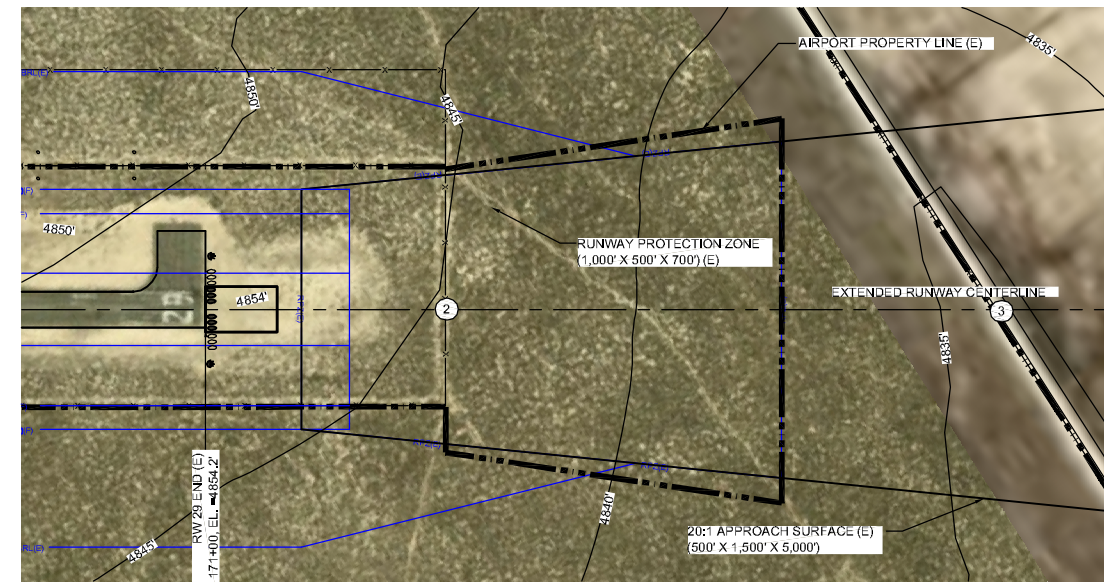 AIRPORT PROPERTY LINE (E)
4835'
4850'
4845'
RUNWAY PROTECTION ZONE
(1,000' X 500' X 700') (E)
4850'
4854'
EXTENDED RUNWAY CENTERLINE
2
3
29
4835'
RW 29 END (E)
171+00, EL. =4854.2'
4840'
4845'
20:1 APPROACH SURFACE (E)
(500' X 1,500' X 5,000')